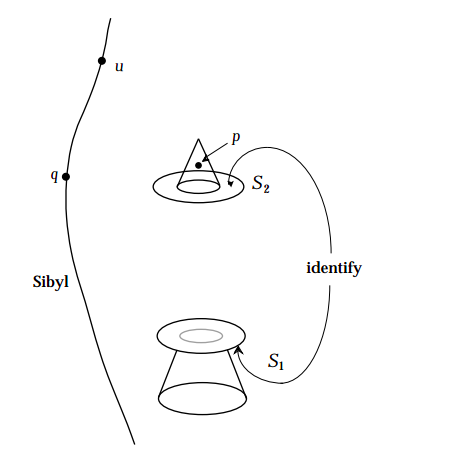 u
p
q
S₂
identify
Sibyl
S₁